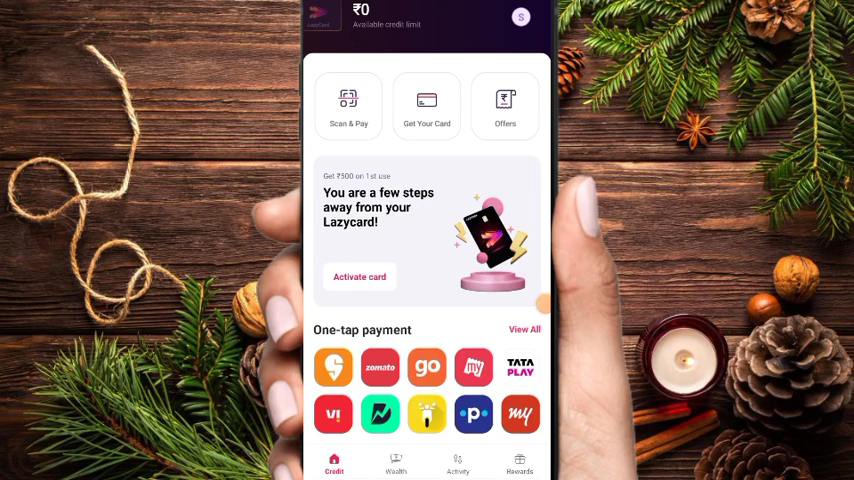 ₹0
LazyCard
Available credit limit
S
Scan & Pay
Get Your Card
Offers
Get ₹500 on 1st use
You are a few steps
away from your
Lazycard!
Activate card
One-tap payment
View All
zomato
go
my
TATA
PLAY
V!
•p•
my
Credit
Wealth
Activity
Rewards